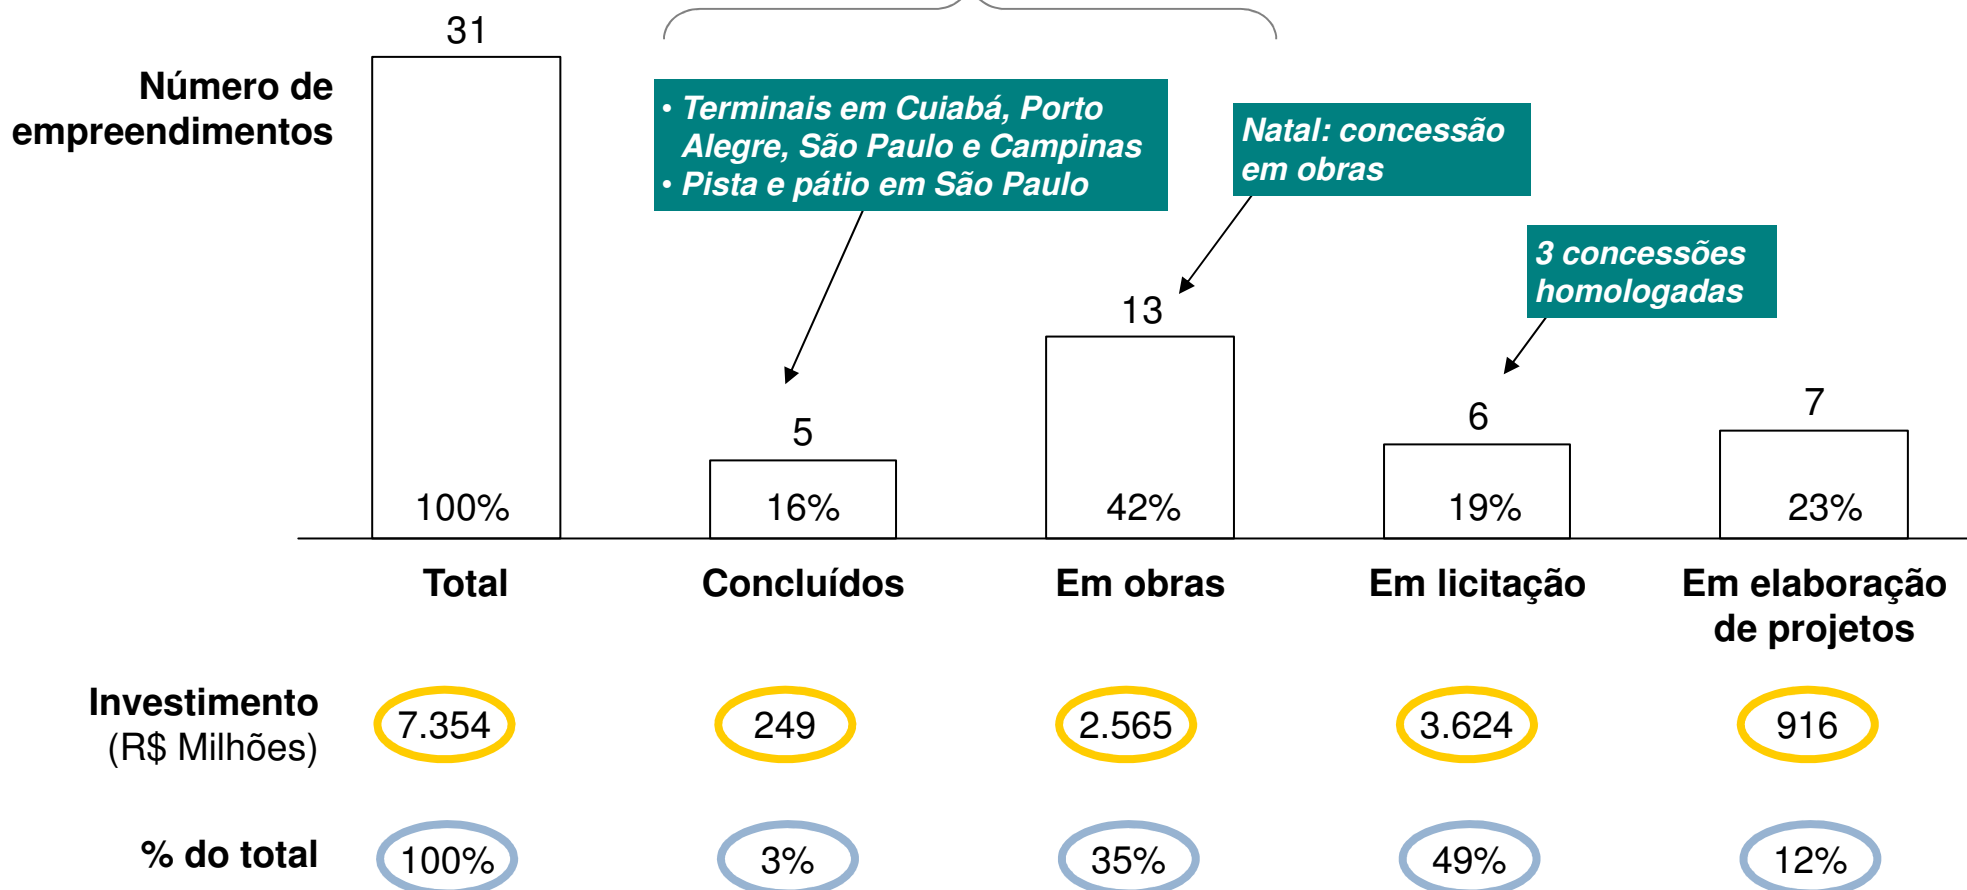 31
Número de
empreendimentos
• Terminais em Cuiabá, Porto
Alegre, São Paulo e Campinas
• Pista e pátio em São Paulo
Natal: concessão
em obras
3 concessões
homologadas
5
13
6
7
100%
16%
42%
19%
23%
Total
Concluídos
Em obras
Em licitação
Em elaboração
de projetos
Investimento
(R$ Milhões)
7.354
249
2.565
3.624
916
% do total
100%
3%
35%
49%
12%